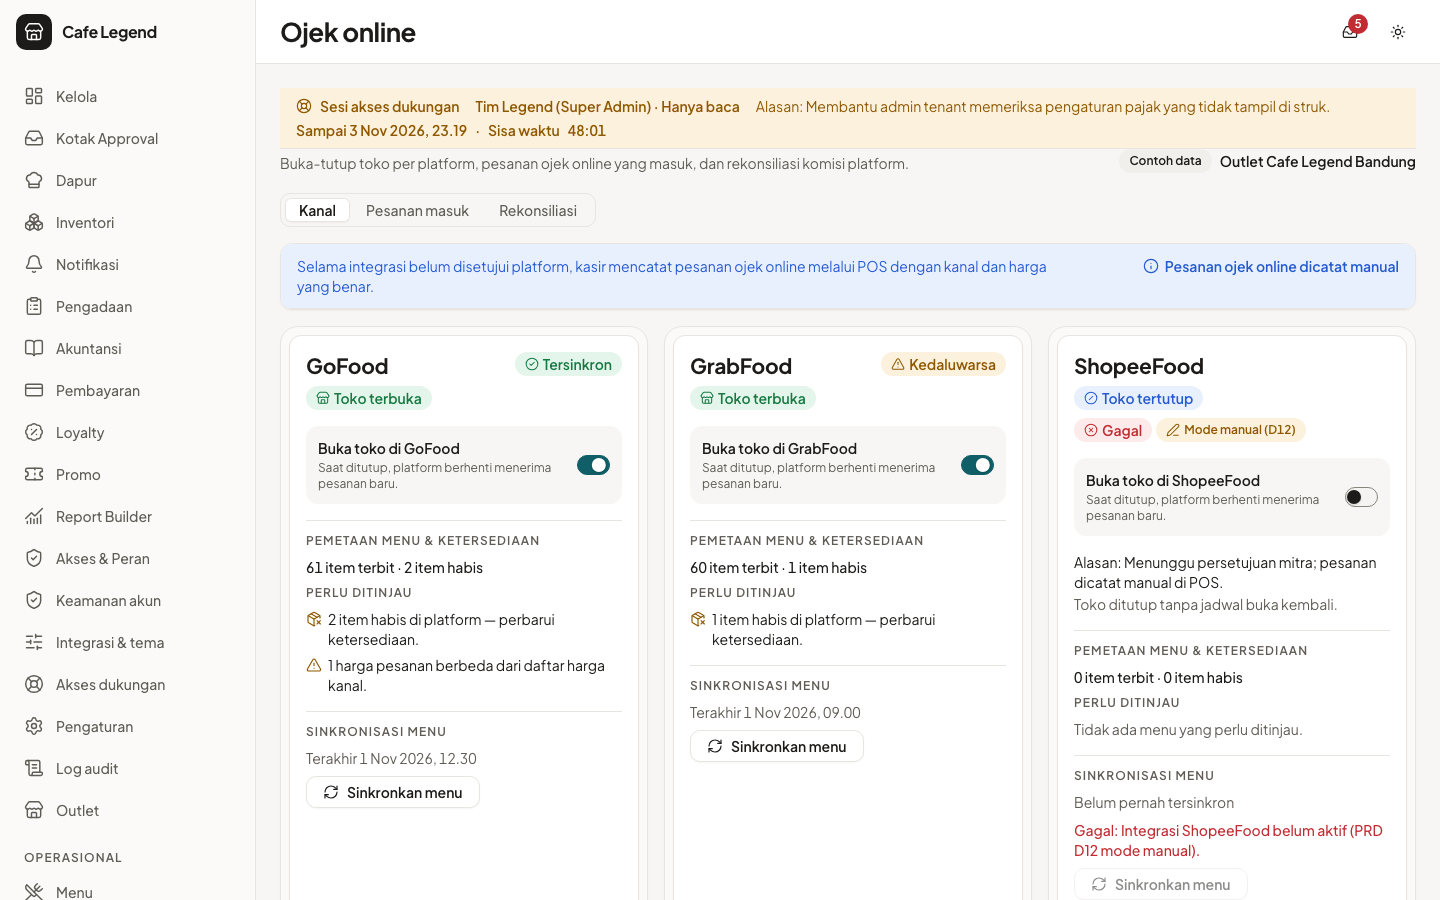 Cafe Legend
Kelola
Kotak Approval
Dapur
Inventori
Notifikasi
Pengadaan
Akuntansi
Pembayaran
Loyalty
Promo
Report Builder
Akses & Peran
Keamanan akun
Integrasi & tema
Akses dukungan
Pengaturan
Log audit
Outlet
OPERASIONAL
Menu
Ojek online
5
Sesi akses dukungan Tim Legend (Super Admin) · Hanya baca Alasan: Membantu admin tenant memeriksa pengaturan pajak yang tidak tampil di struk.
Sampai 3 Nov 2026, 23.19 · Sisa waktu 48:01
Buka-tutup toko per platform, pesanan ojek online yang masuk, dan rekonsiliasi komisi platform.
Contoh data Outlet Cafe Legend Bandung
Kanal Pesanan masuk Rekonsiliasi
Selama integrasi belum disetujui platform, kasir mencatat pesanan ojek online melalui POS dengan kanal dan harga
yang benar.
Pesanan ojek online dicatat manual
GoFood Tersinkron
Toko terbuka
Buka toko di GoFood
Saat ditutup, platform berhenti menerima
pesanan baru.
PEMETAAN MENU & KETERSEDIAAN
61 item terbit · 2 item habis
PERLU DITINJAU
2 item habis di platform — perbarui
ketersediaan.
1 harga pesanan berbeda dari daftar harga
kanal.
SINKRONISASI MENU
Terakhir 1 Nov 2026, 12.30
Sinkronkan menu
GrabFood Kedaluwarsa
Toko terbuka
Buka toko di GrabFood
Saat ditutup, platform berhenti menerima
pesanan baru.
PEMETAAN MENU & KETERSEDIAAN
60 item terbit · 1 item habis
PERLU DITINJAU
1 item habis di platform — perbarui
ketersediaan.
SINKRONISASI MENU
Terakhir 1 Nov 2026, 09.00
Sinkronkan menu
ShopeeFood
Toko tertutup
Gagal Mode manual (D12)
Buka toko di ShopeeFood
Saat ditutup, platform berhenti menerima
pesanan baru.
Alasan: Menunggu persetujuan mitra; pesanan
dicatat manual di POS.
Toko ditutup tanpa jadwal buka kembali.
PEMETAAN MENU & KETERSEDIAAN
0 item terbit · 0 item habis
PERLU DITINJAU
Tidak ada menu yang perlu ditinjau.
SINKRONISASI MENU
Belum pernah tersinkron
Gagal: Integrasi ShopeeFood belum aktif (PRD
D12 mode manual).
Sinkronkan menu